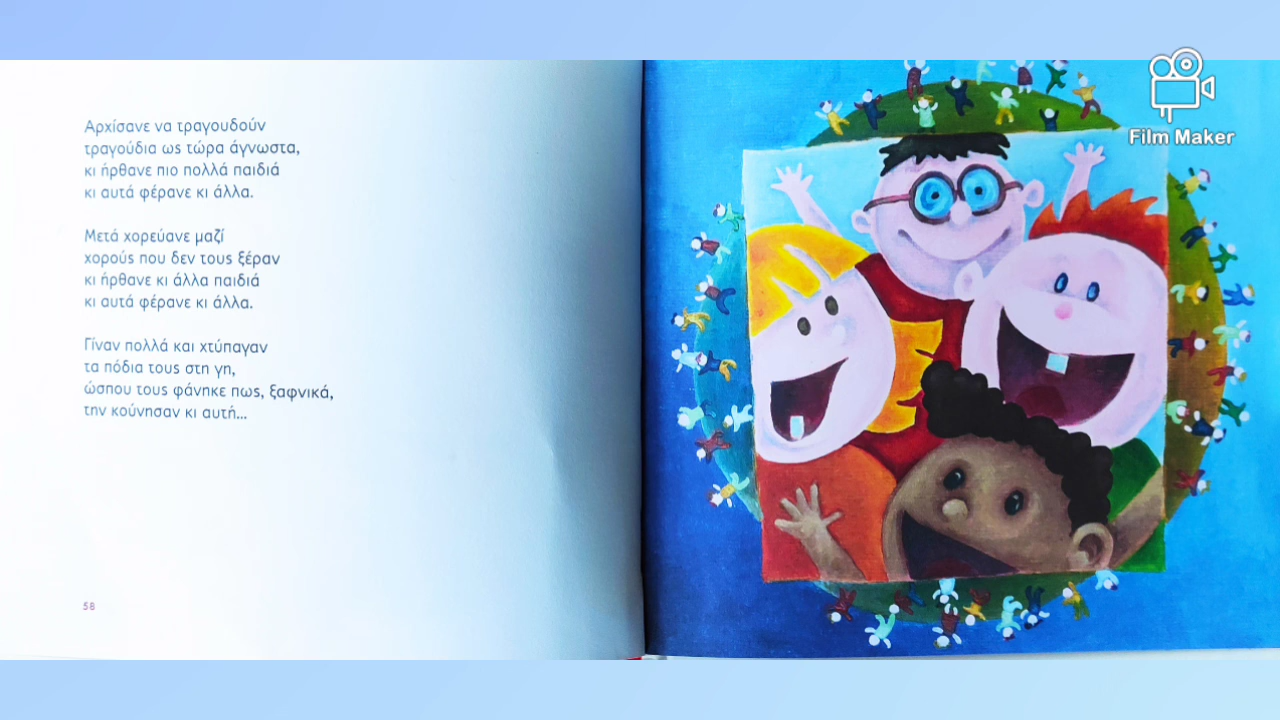 Αρχίσανε να τραγουδούν
τραγούδια ως τώρα άγνωστα,
κι ήρθανε πιο πολλά παιδιά
κι αυτά φέρανε κι άλλα.
Μετά χορεύανε μαζί
χορούς που δεν τους ξέραν
κι ήρθανε κι άλλα παιδιά
κι αυτά φέρανε κι άλλα.
Γίναν πολλά και χτύπαγαν
τα πόδια τους στη γη,
ώσπου τους φάνηκε πως, ξαφνικά,
την κούνησαν κι αυτή...
58
Film Maker